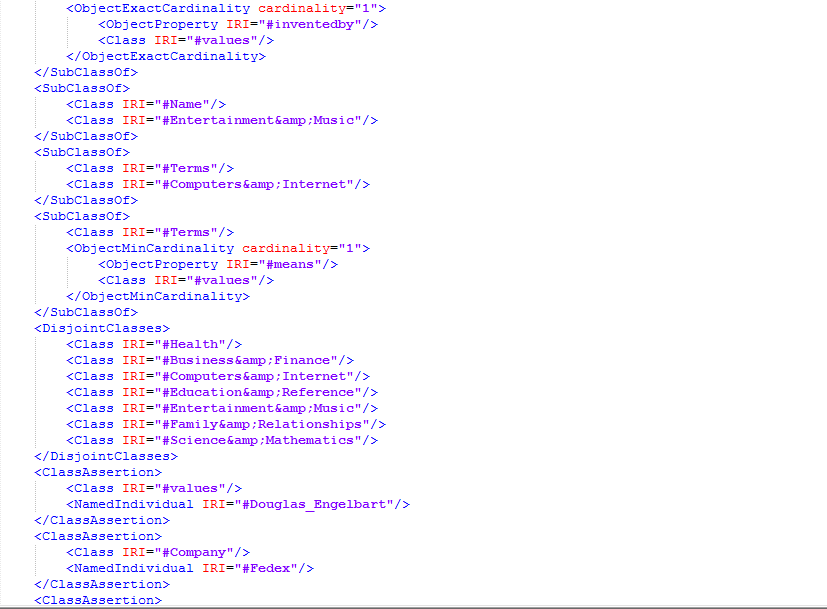 <ObjectExactCardinality cardinality="1">
<ObjectProperty IRI="#inventedby"/>
<Class IRI="#values"/>
</ObjectExactCardinality>
</SubClassOf>
<SubClassOf>
<Class IRI="#Name"/>
<Class IRI="#Entertainment&amp;Music"/>
</SubClassOf>
<SubClassOf>
<Class IRI="#Terms"/>
<Class IRI="#Computers&amp;Internet"/>
</SubClassOf>
<SubClassOf>
<Class IRI="#Terms"/>
<ObjectMinCardinality cardinality="1">
<ObjectProperty IRI="#means"/>
<Class IRI="#values"/>
</ObjectMinCardinality>
</SubClassOf>
<DisjointClasses>
<Class IRI="#Health"/>
<Class IRI="#Business&amp;Finance"/>
<Class IRI="#Computers&amp;Internet"/>
<Class IRI="#Education&amp;Reference"/>
<Class IRI="#Entertainment&amp;Music"/>
<Class IRI="#Family&amp;Relationships"/>
<Class IRI="#Science&amp;Mathematics"/>
</DisjointClasses>
<ClassAssertion>
<Class IRI="#values"/>
<NamedIndividual IRI="#Douglas_Engelbart"/>
</ClassAssertion>
<ClassAssertion>
<Class IRI="#Company"/>
<NamedIndividual IRI="#Fedex"/>
</ClassAssertion>
<ClassAssertion>